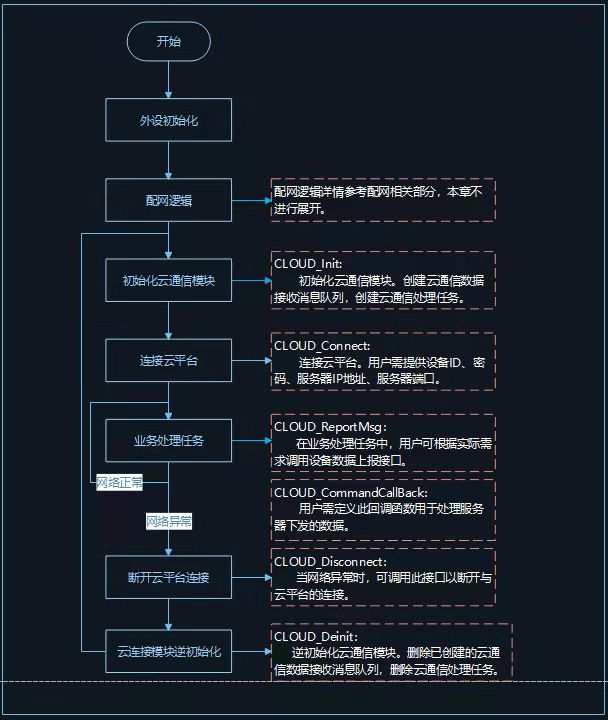 开始
外设初始化
配网逻辑
配网逻辑详情参考配网相关部分，本章不
进行展开。
初始化云通信模块
CLOUD_Init:
初始化云通信模块。创建云通信数据
接收消息队列，创建云通信处理任务。
连接云平台
CLOUD_Connect:
连接云平台。用户需提供设备ID、密
码、服务器IP地址、服务器端口。
业务处理任务
CLOUD_ReportMsg:
在业务处理任务中，用户可根据实际需
求调用设备数据上报接口。
网络正常
CLOUD_CommandCallBack:
用户需定义此回调函数用于处理服务
器下发的数据。
网络异常
断开云平台连接
CLOUD_Disconnect:
当网络异常时，可调用此接口以断开与
云平台的连接。
云连接模块逆初始化
CLOUD_Deinit:
逆初始化云通信模块。删除已创建的云通
信数据接收消息队列，删除云通信处理任务。